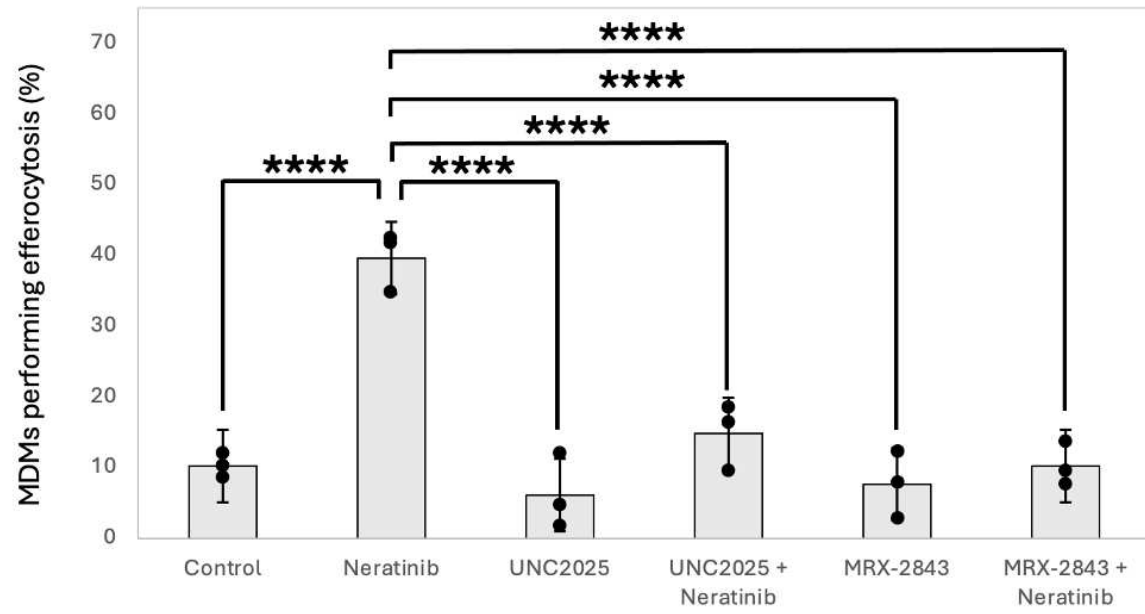 MDMs performing efferocytosis (%)
70
60
50
40
30
20
10
0
****
****
****
****
****
Control
Neratinib
UNC2025
UNC2025 +
Neratinib
MRX-2843
MRX-2843 +
Neratinib